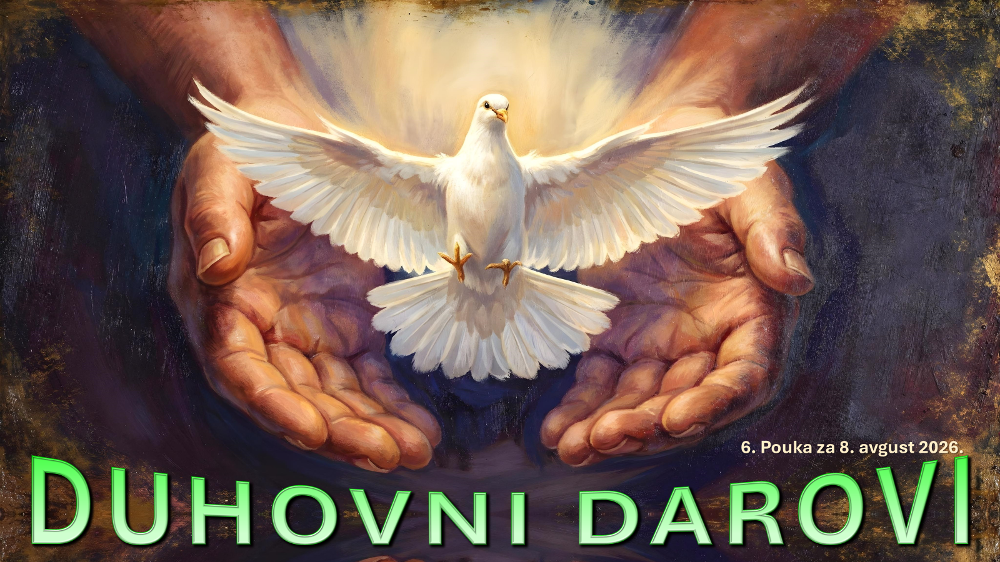 6. Pouka za 8. avgust 2026.
DUHOVNI DAROVI